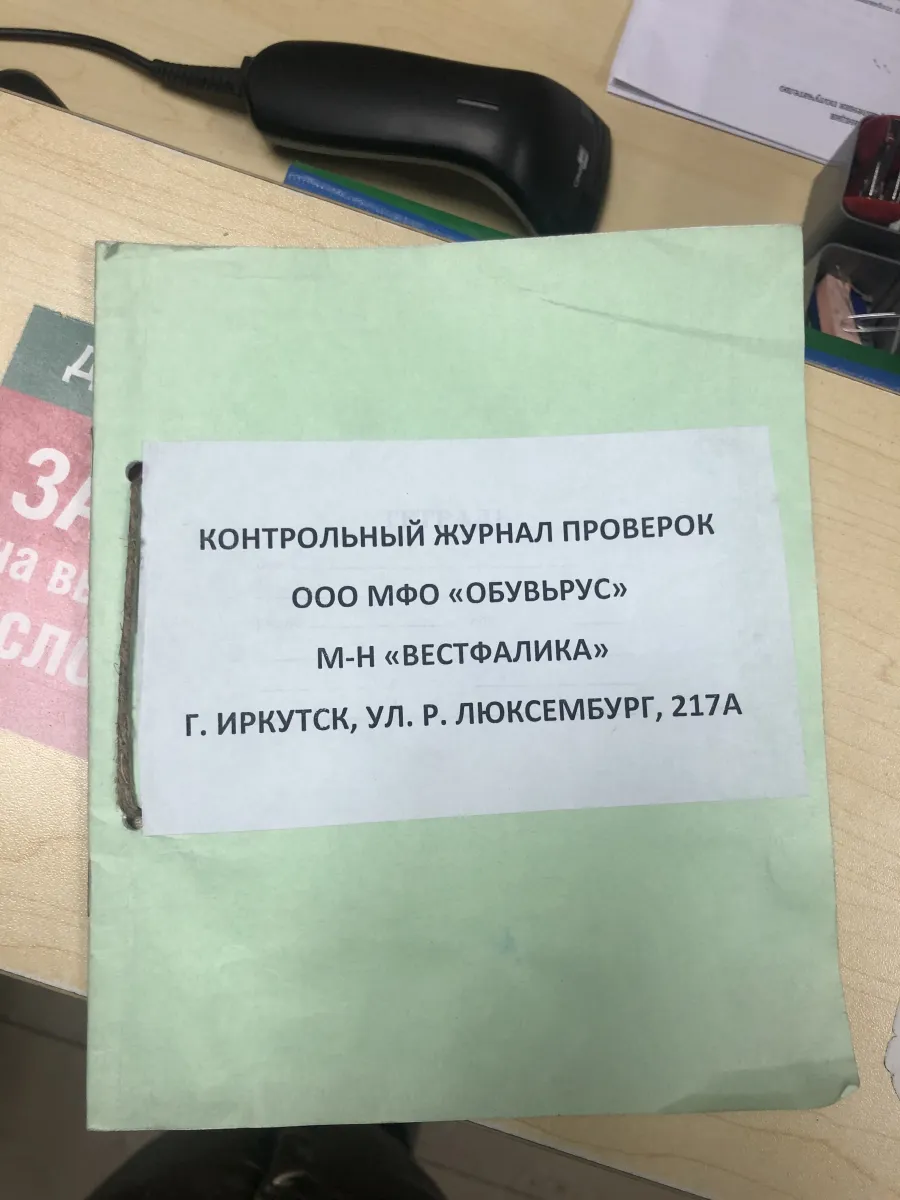 КОНТРОЛЬНЫЙ ЖУРНАЛ ПРОВЕРОК
ООО МФО «ОБУВЬРУС»
М-Н «ВЕСТФАЛИКА»
Г. ИРКУТСК, УЛ. Р. ЛЮКСЕМБУРГ, 217А